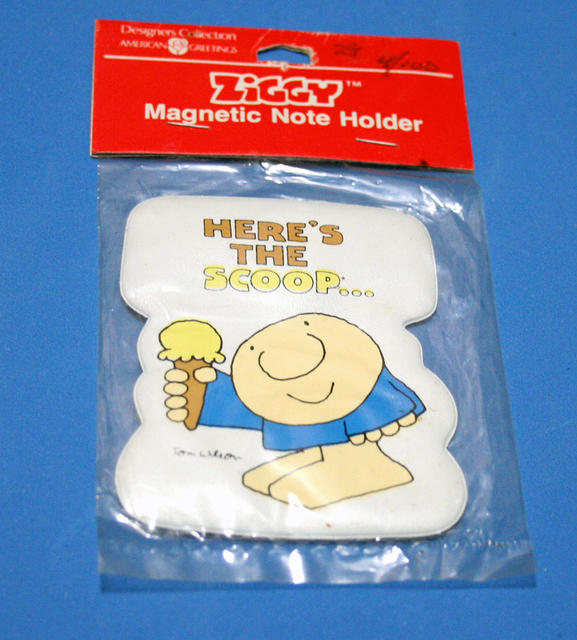 Designers Collection
AMERICAN GREETINGS
ZiGGY™
Magnetic Note Holder
HERE'S
THE
SCOOP...
Tom Wilson